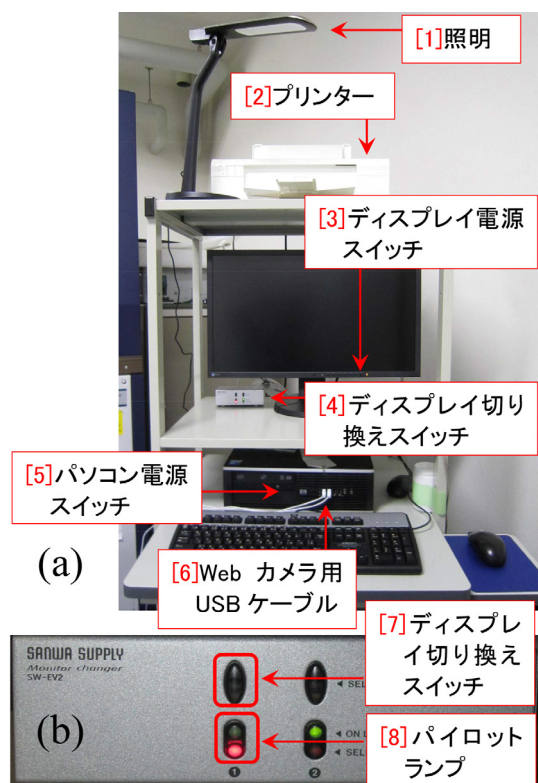 [1]照明
[2]プリンター
[3]ディスプレイ電源
スイッチ
[4]ディスプレイ切り
換えスイッチ
[5]パソコン電源
スイッチ
(a)
[6]Web カメラ用
USBケーブル
SANWA SUPPLY
Monitor changer
SW-EV2
[7]ディスプレ
イ切り換え
スイッチ
(b)
◀ SEL
◀ ON L
[8]パイロット
ランプ
◀ SEL
1
2